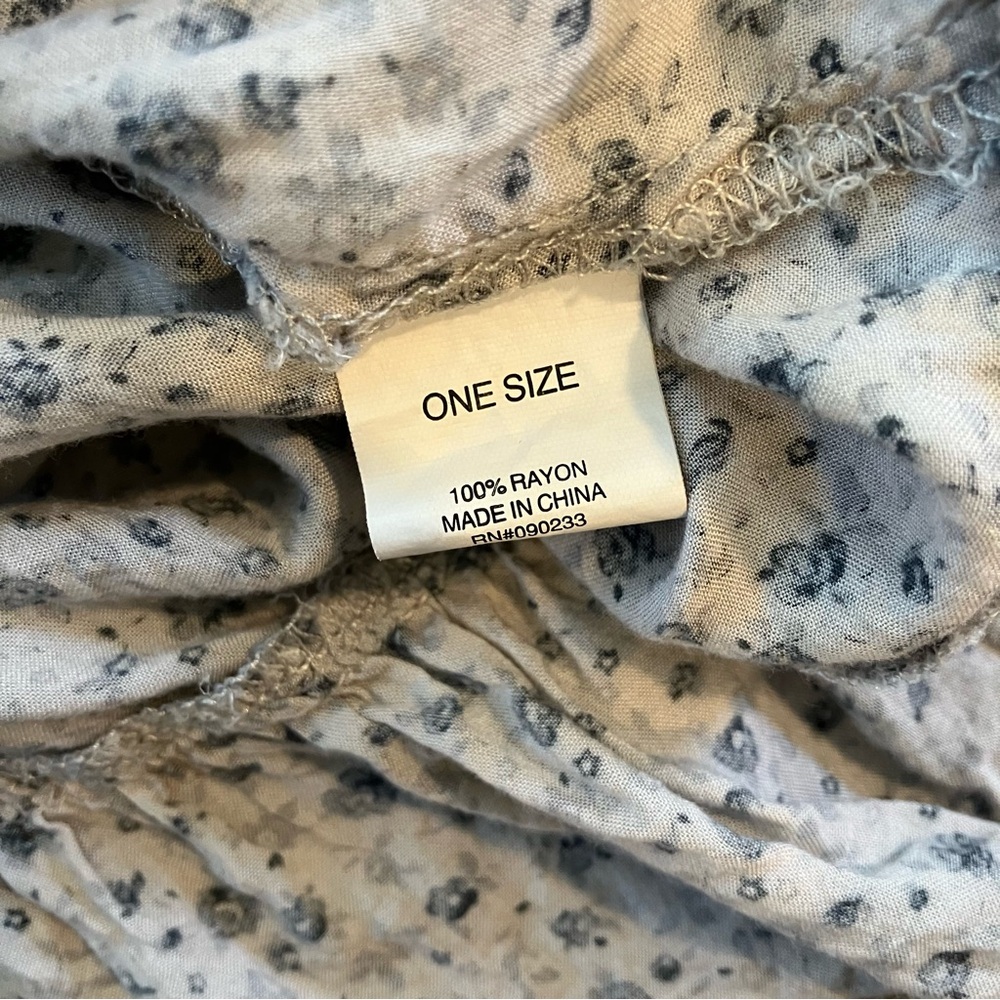 ONE SIZE
100% RAYON
MADE IN CHINA
RN#090233